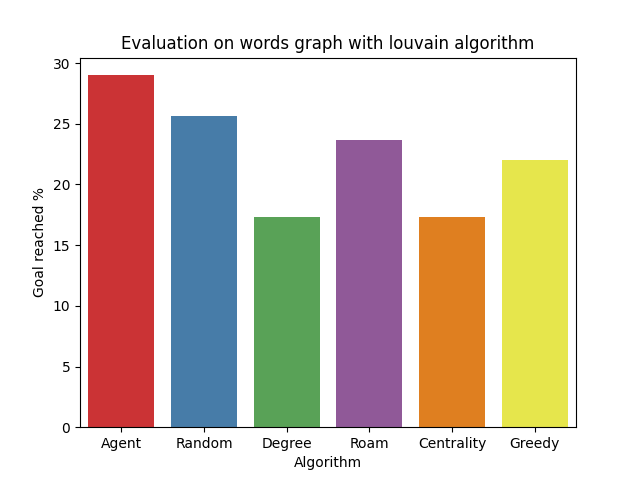 Evaluation on words graph with louvain algorithm
Goal reached %
30
25
20
15
10
5
0
Agent Random Degree Roam Centrality Greedy
Algorithm